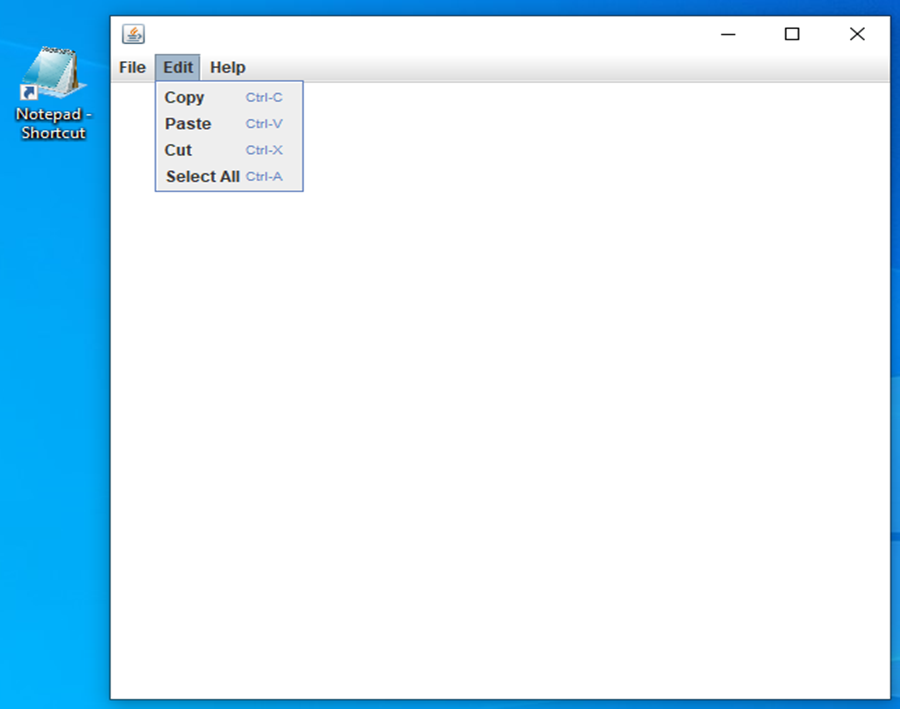 Notepad -
Shortcut
File Edit Help
Copy Ctrl-C
Paste Ctrl-V
Cut Ctrl-X
Select All Ctrl-A